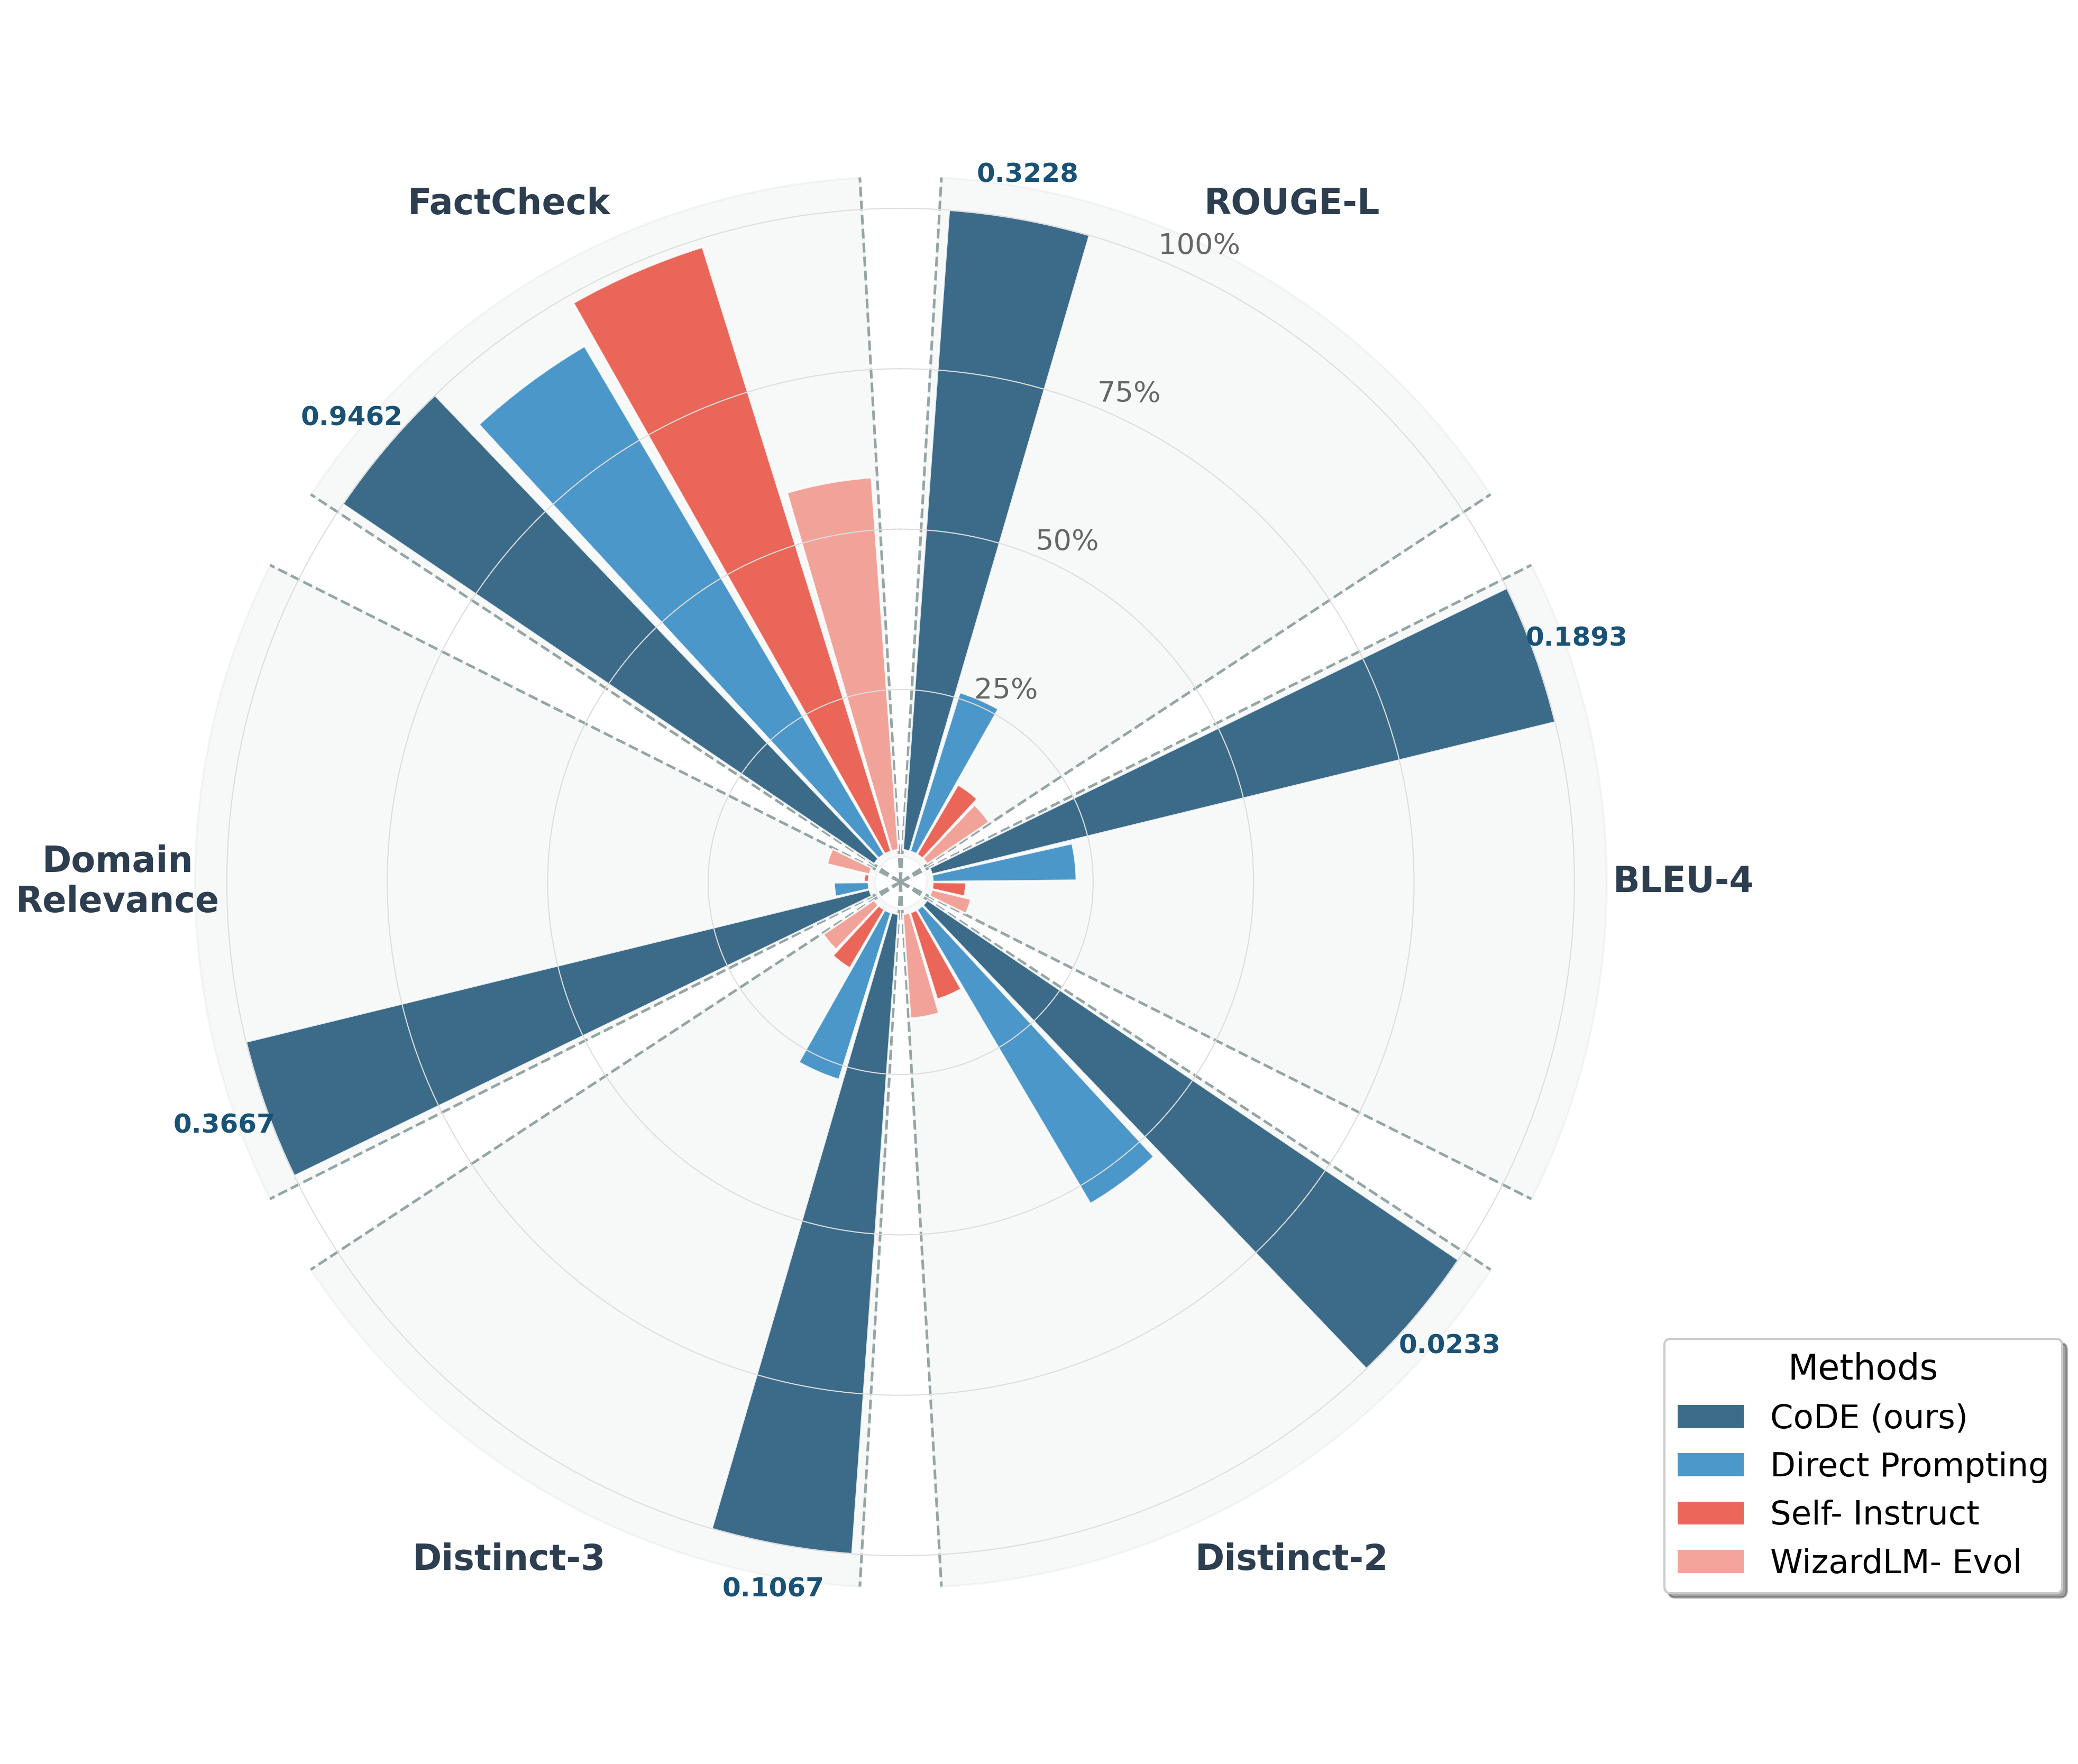 0.3228
FactCheck
ROUGE-L
100%
75%
0.9462
50%
0.1893
25%
Domain
Relevance
BLEU-4
0.3667
0.0233
Distinct-3
Distinct-2
0.1067
Methods
CoDE (ours)
Direct Prompting
Self- Instruct
WizardLM- Evol